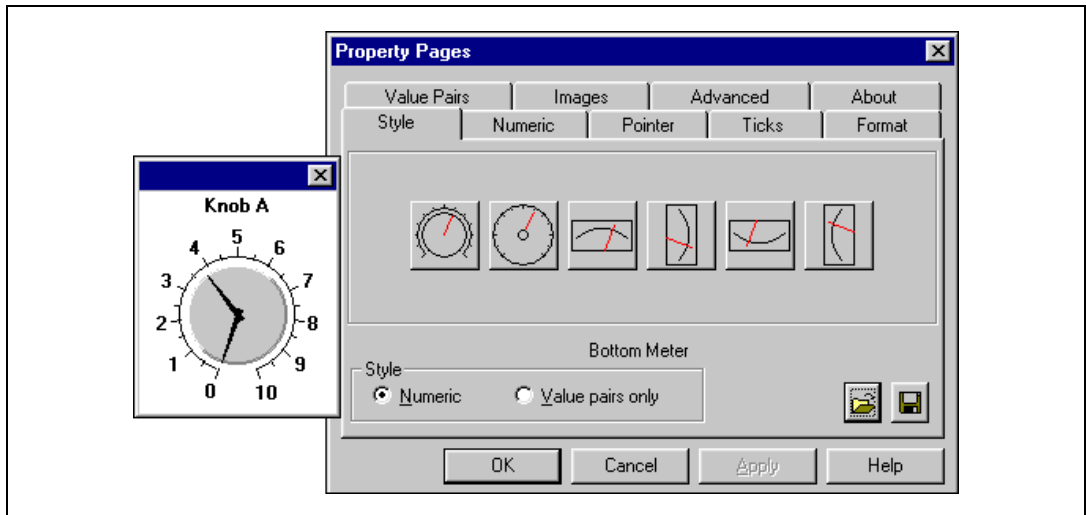 Property Pages
Value Pairs Images Advanced About
Style Numeric Pointer Ticks Format
Knob A
5
4 6
3 7
2 8
1 9
0 10
Bottom Meter
Style
Numeric Value pairs only
OK Cancel Apply Help